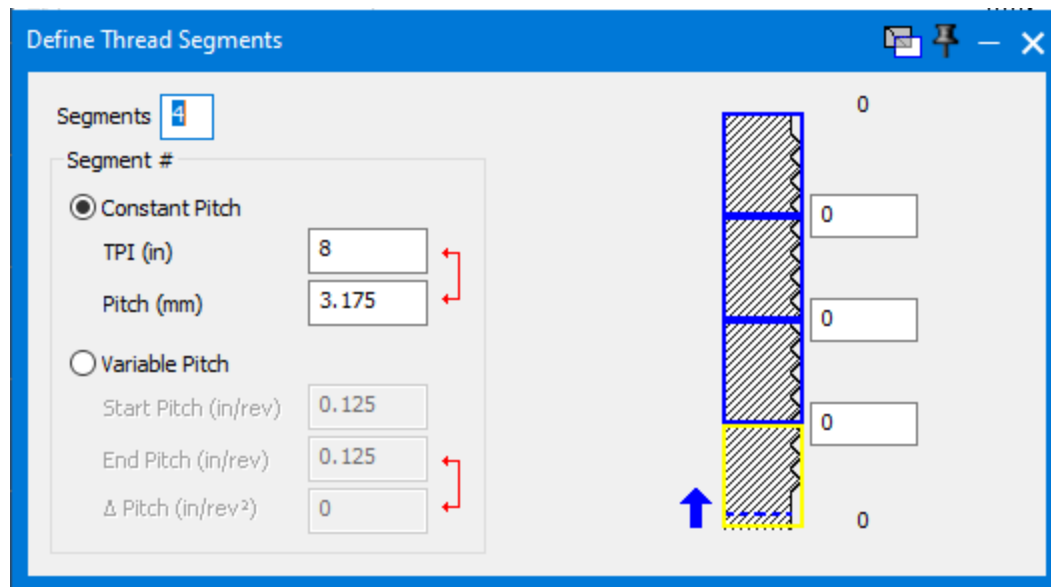 Define Thread Segments
Segments 4
Segment #
Constant Pitch
TPI (in) 8
Pitch (mm) 3.175
Variable Pitch
Start Pitch (in/rev) 0.125
End Pitch (in/rev) 0.125
Δ Pitch (in/rev²) 0
0
0
0
0
0